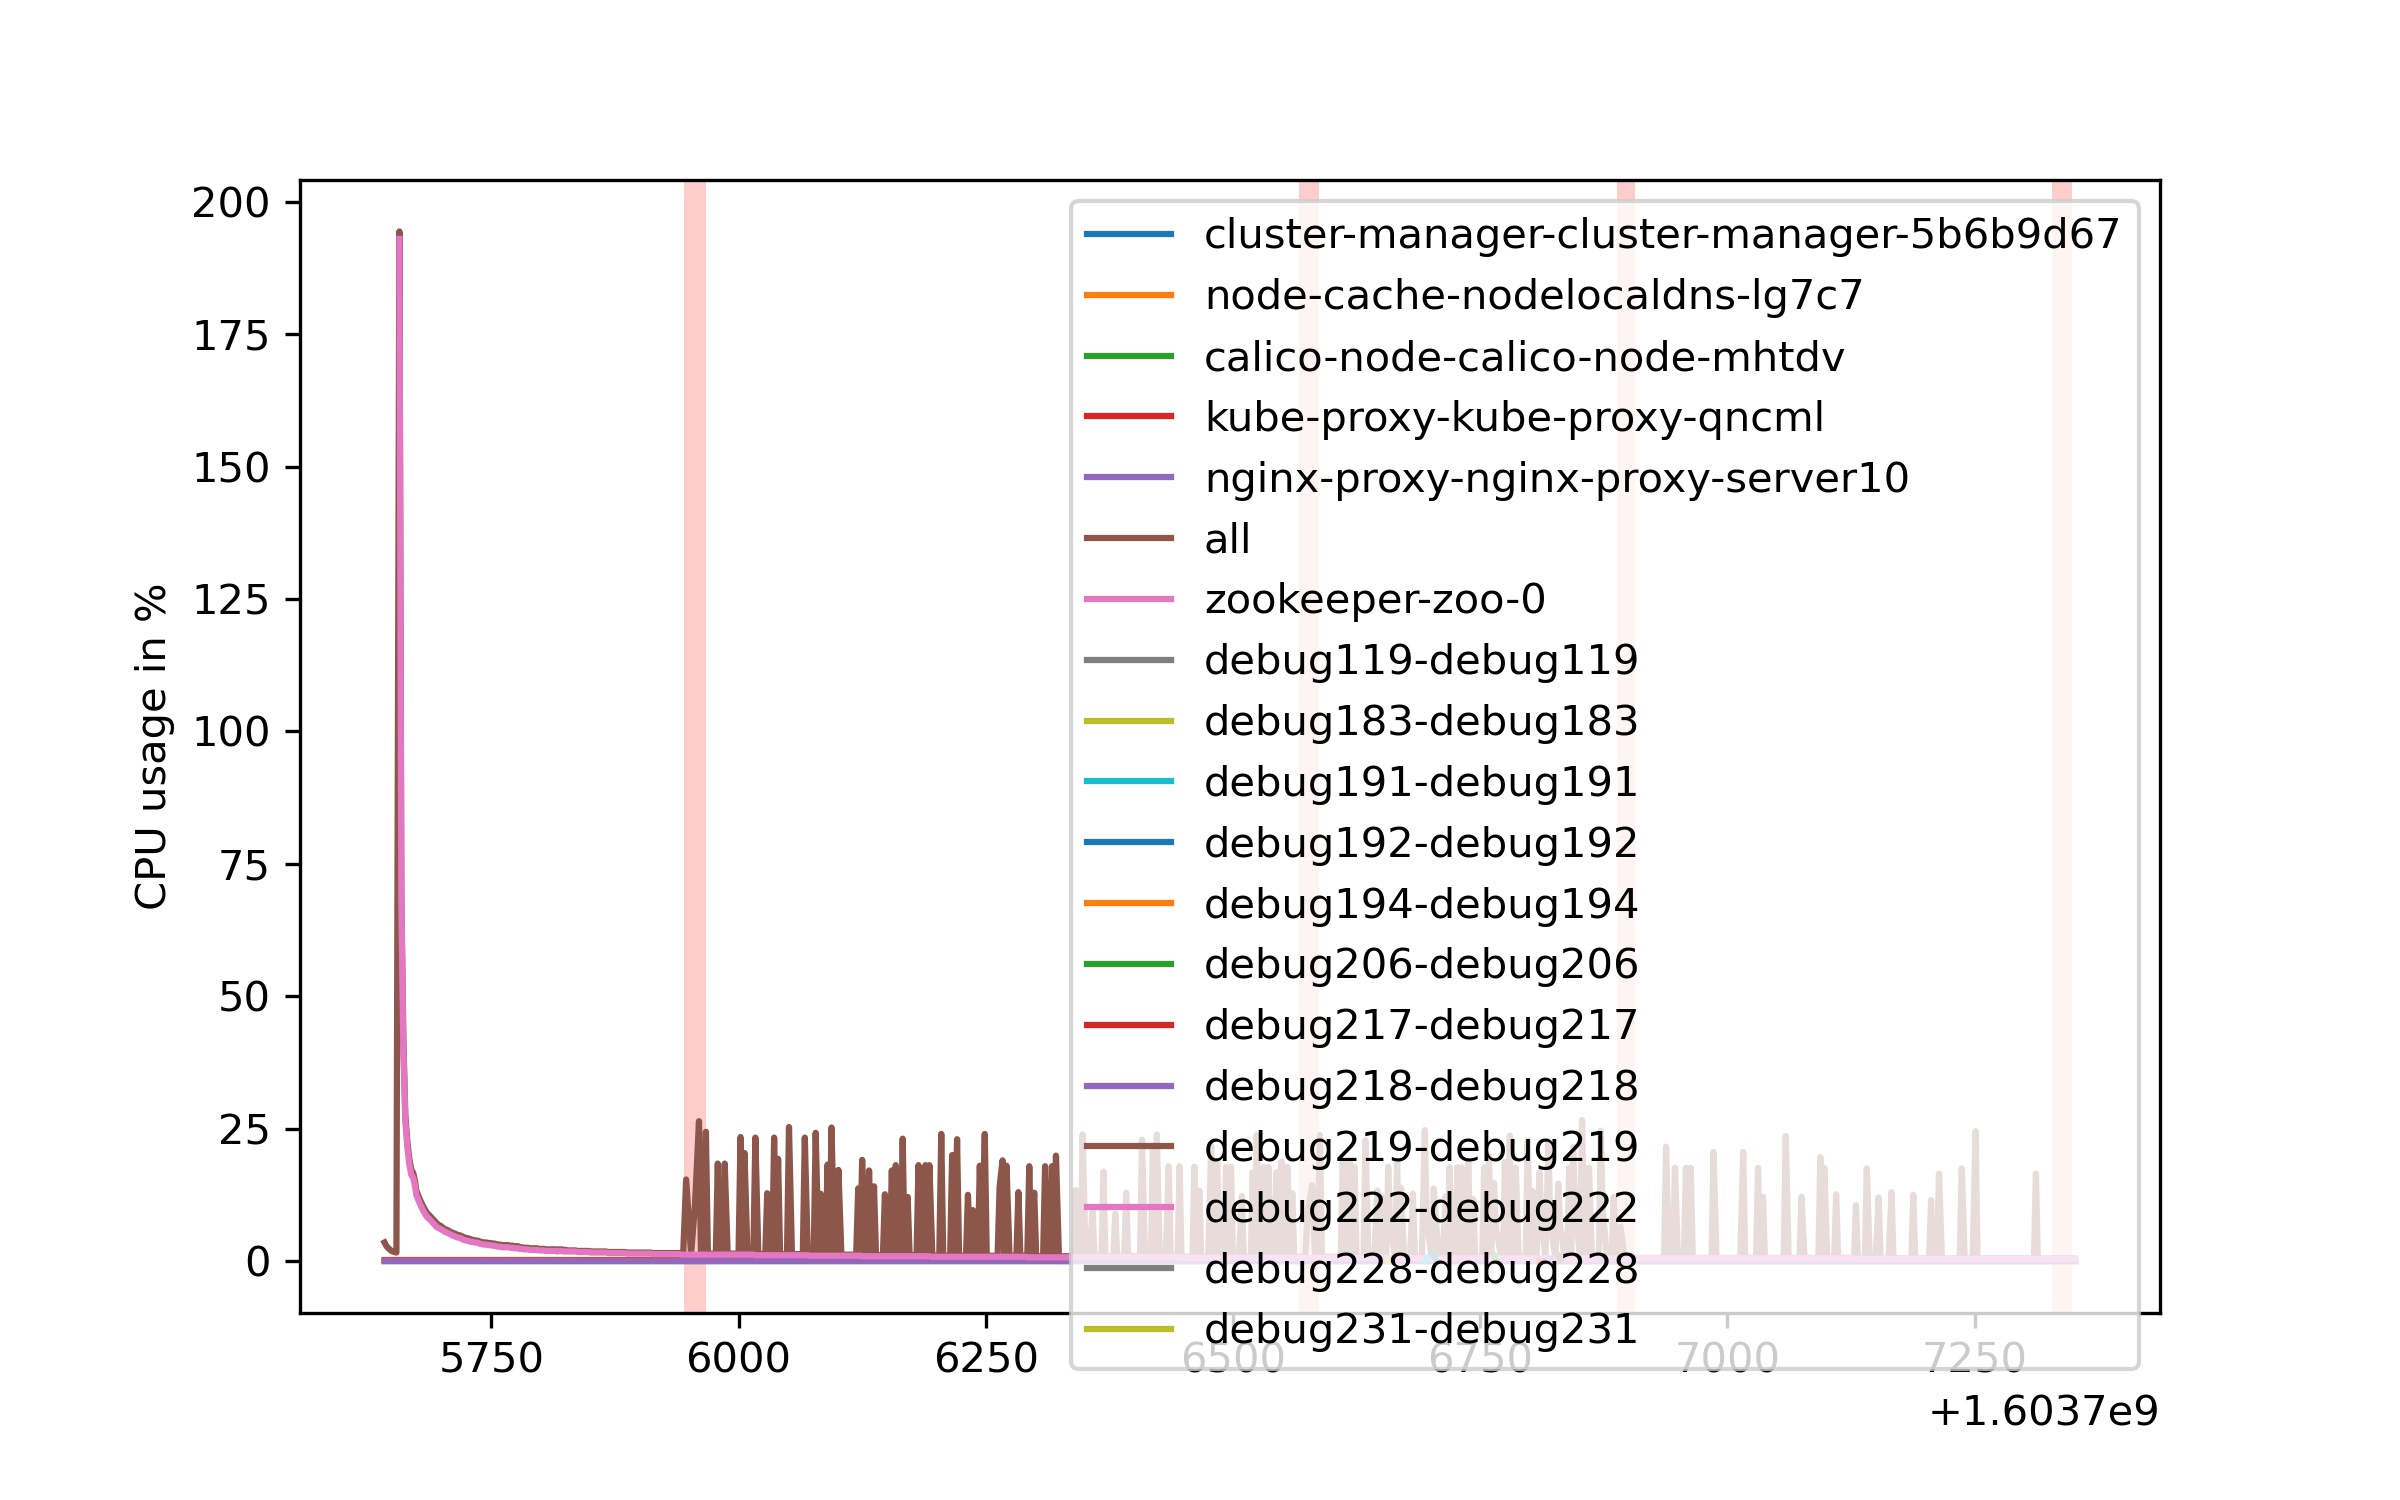 200
175
150
125
100
75
50
25
0
CPU usage in %
cluster-manager-cluster-manager-5b6b9d67
node-cache-nodelocaldns-lg7c7
calico-node-calico-node-mhtdv
kube-proxy-kube-proxy-qncml
nginx-proxy-nginx-proxy-server10
all
zookeeper-zoo-0
debug119-debug119
debug183-debug183
debug191-debug191
debug192-debug192
debug194-debug194
debug206-debug206
debug217-debug217
debug218-debug218
debug219-debug219
debug222-debug222
debug228-debug228
debug231-debug231
5750 6000 6250 6500 6750 7000 7250
+1.6037e9